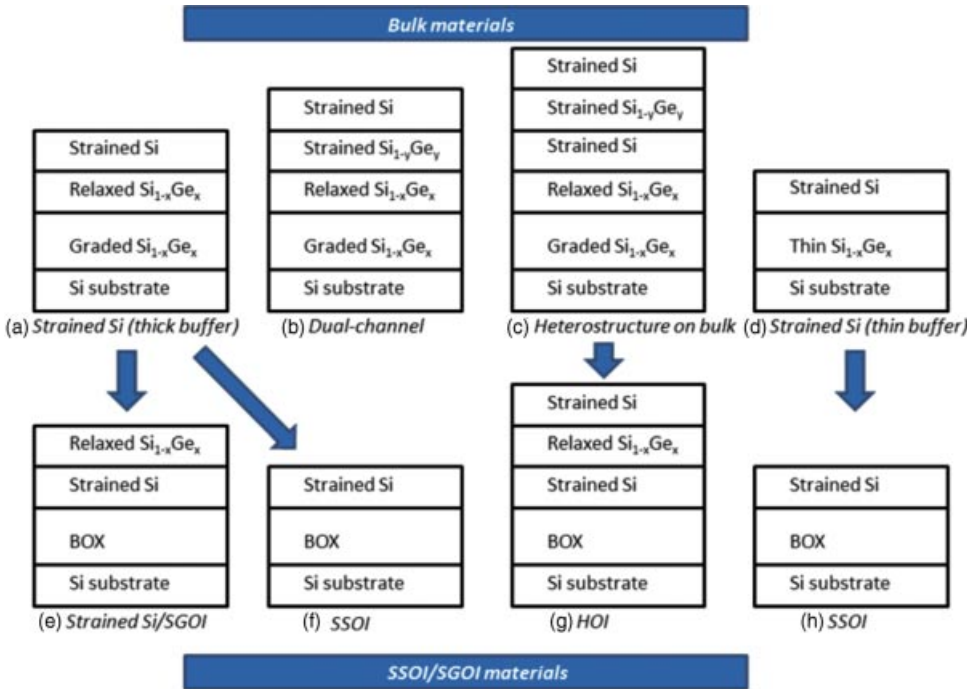 Bulk materials
Strained Si
Relaxed Si₁₋ₓGeₓ
Graded Si₁₋ₓGeₓ
Si substrate
(a) Strained Si (thick buffer)
Strained Si
Strained Si₁₋yGey
Relaxed Si₁₋ₓGeₓ
Graded Si₁₋ₓGeₓ
Si substrate
(b) Dual-channel
Strained Si
Strained Si₁₋yGey
Strained Si
Relaxed Si₁₋ₓGeₓ
Graded Si₁₋ₓGeₓ
Si substrate
(c) Heterostructure on bulk
Strained Si
Thin Si₁₋ₓGeₓ
Si substrate
(d) Strained Si (thin buffer)
Relaxed Si₁₋ₓGeₓ
Strained Si
BOX
Si substrate
(e) Strained Si/SGOI
Strained Si
BOX
Si substrate
(f) SSOI
Strained Si
Relaxed Si₁₋ₓGeₓ
Strained Si
BOX
Si substrate
(g) HOI
Strained Si
BOX
Si substrate
(h) SSOI
SSOI/SGOI materials